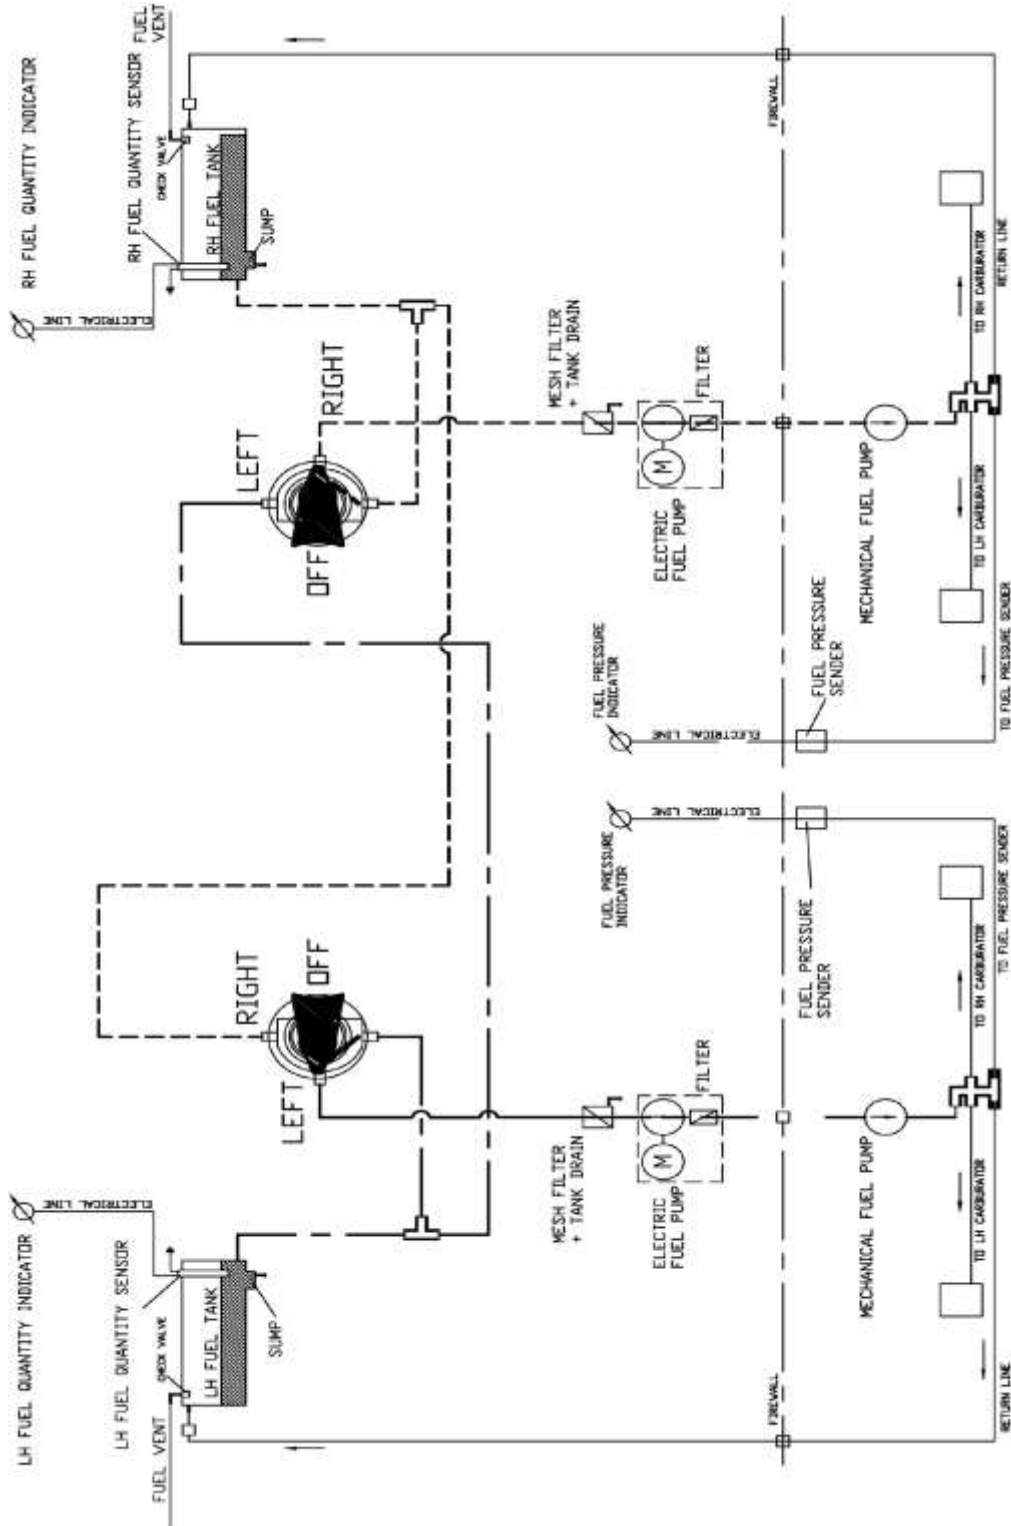 LH FUEL QUANTITY INDICATOR
ELECTRICAL LINE
LH FUEL QUANTITY SENSOR
CHECK VALVE
FUEL VENT
LH FUEL TANK
SUMP
RH FUEL QUANTITY INDICATOR
ELECTRICAL LINE
RH FUEL QUANTITY SENSOR
FUEL
VENT
CHECK VALVE
RH FUEL TANK
SUMP
RIGHT
OFF
LEFT
LEFT
OFF
RIGHT
MESH FILTER
+ TANK DRAIN
M
ELECTRIC
FUEL PUMP
FILTER
MESH FILTER
+ TANK DRAIN
M
ELECTRIC
FUEL PUMP
FILTER
FUEL PRESSURE
INDICATOR
ELECTRICAL LINE
FUEL PRESSURE
INDICATOR
ELECTRICAL LINE
FIREWALL
FIREWALL
FUEL PRESSURE
SENDER
FUEL PRESSURE
SENDER
MECHANICAL FUEL PUMP
MECHANICAL FUEL PUMP
TO LH CARBURATOR
TO RH CARBURATOR
TO LH CARBURATOR
TO RH CARBURATOR
RETURN LINE
TO FUEL PRESSURE SENDER
TO FUEL PRESSURE SENDER
RETURN LINE